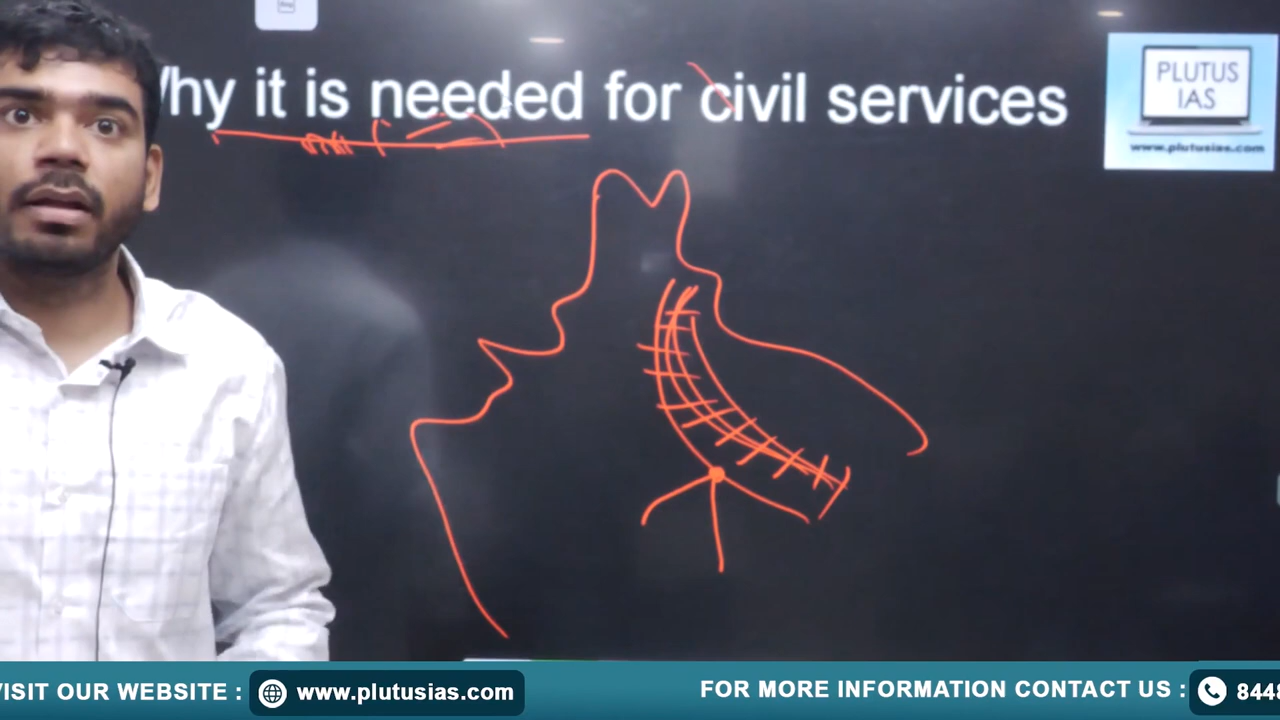 Why it is needed for civil services
PLUTUS
IAS
www.plutusias.com
VISIT OUR WEBSITE :
www.plutusias.com
FOR MORE INFORMATION CONTACT US :
8448